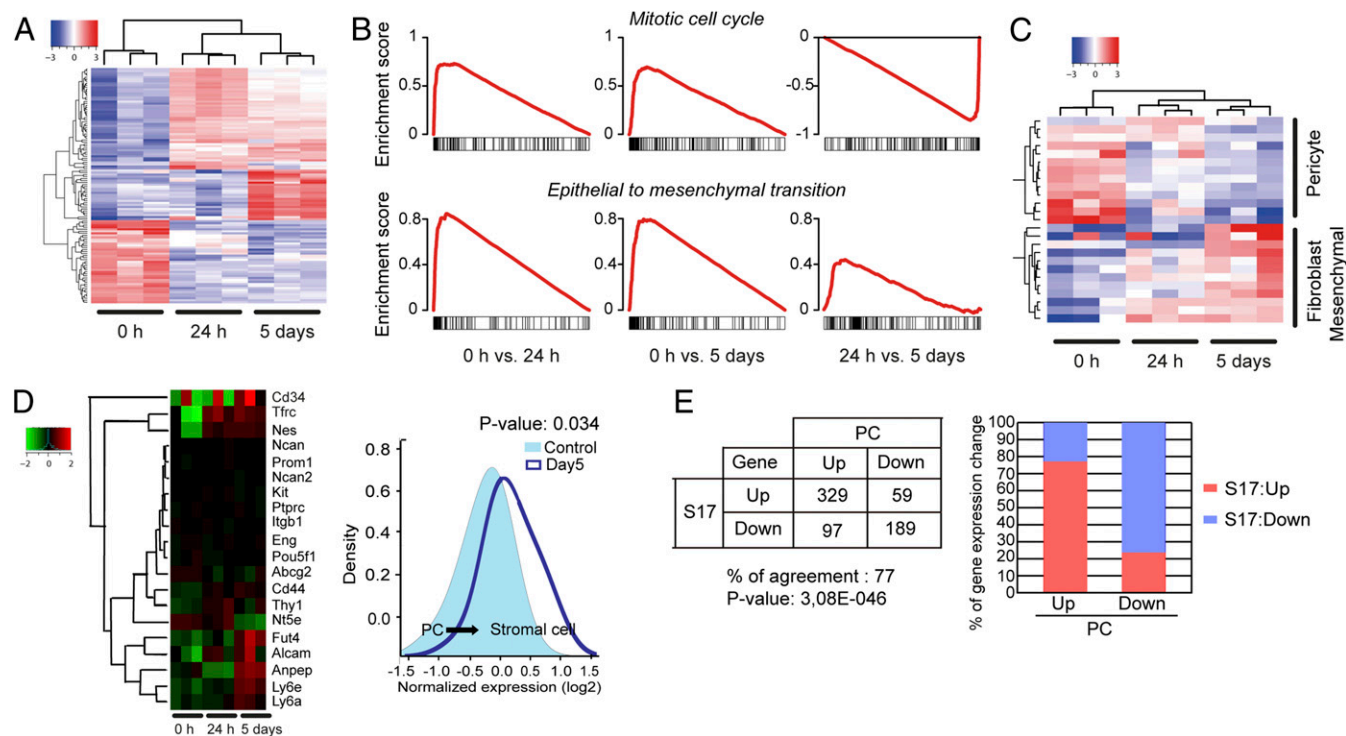 A
−3 0 3
0 h 24 h 5 days
B
Mitotic cell cycle
Enrichment score
1
0.5
0
1
0.5
0
0
-0.5
-1
Epithelial to mesenchymal transition
Enrichment score
0.8
0.4
0
0.8
0.4
0
0.8
0.4
0
0 h vs. 24 h 0 h vs. 5 days 24 h vs. 5 days
C
−3 0 3
Pericyte
Fibroblast
Mesenchymal
0 h 24 h 5 days
D
−2 0 2
Cd34
Tfrc
Nes
Ncan
Prom1
Ncan2
Kit
Ptprc
Itgb1
Eng
Pou5f1
Abcg2
Cd44
Thy1
Nt5e
Fut4
Alcam
Anpep
Ly6e
Ly6a
0 h 24 h 5 days
P-value: 0.034
Control
Day5
Density
0.8
0.6
0.4
0.2
0.0
PC Stromal cell
-1.5 -1.0 -0.5 0.0 0.5 1.0 1.5
Normalized expression (log2)
E
PC
Gene Up Down
S17
Up 329 59
Down 97 189
% of agreement : 77
P-value: 3,08E-046
% of gene expression change
100
90
80
70
60
50
40
30
20
10
0
Up Down
PC
S17:Up
S17:Down